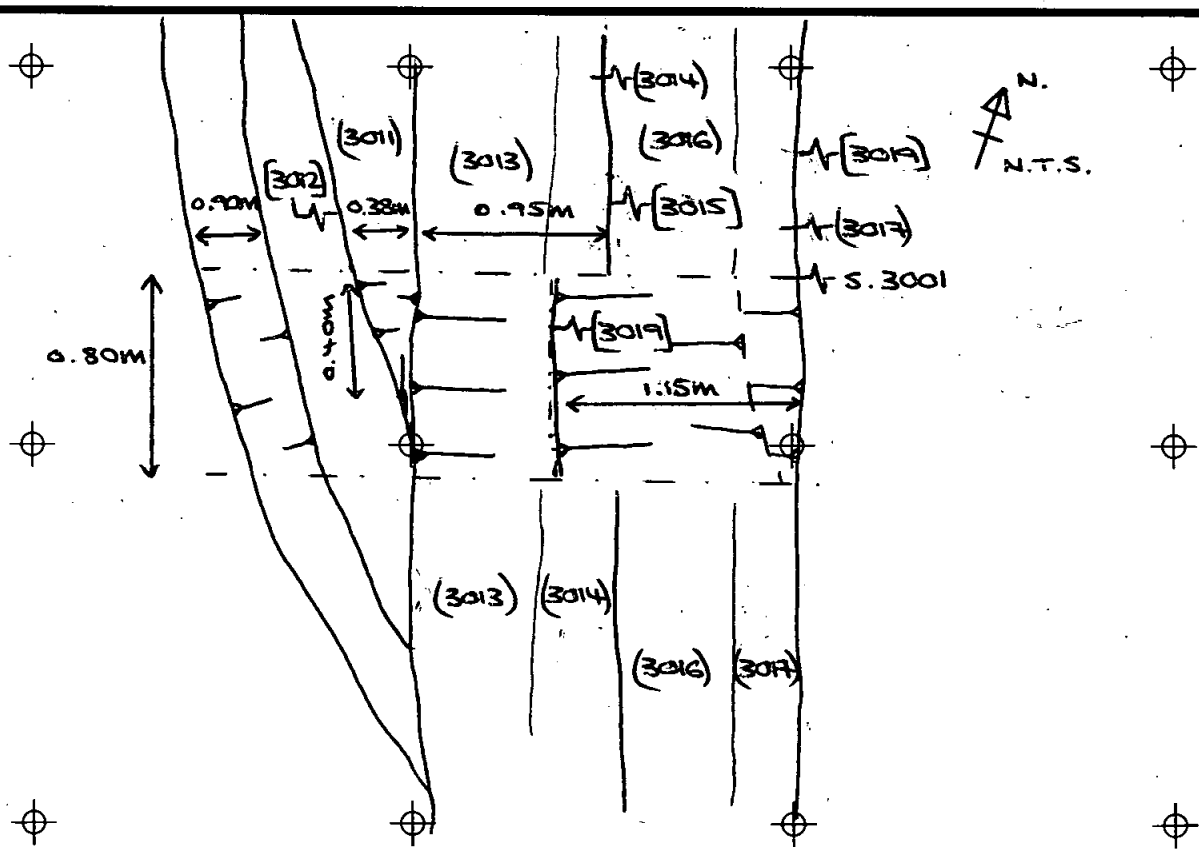 (3014)
N.
(3011)
(3013)
(3016)
[3019]
N.T.S.
[3012]
0.90m
0.38m
0.95m
[3015]
(3017)
S.3001
0.40m
[3019]
0.80m
1.15m
(3013)
(3014)
(3016)
(3017)